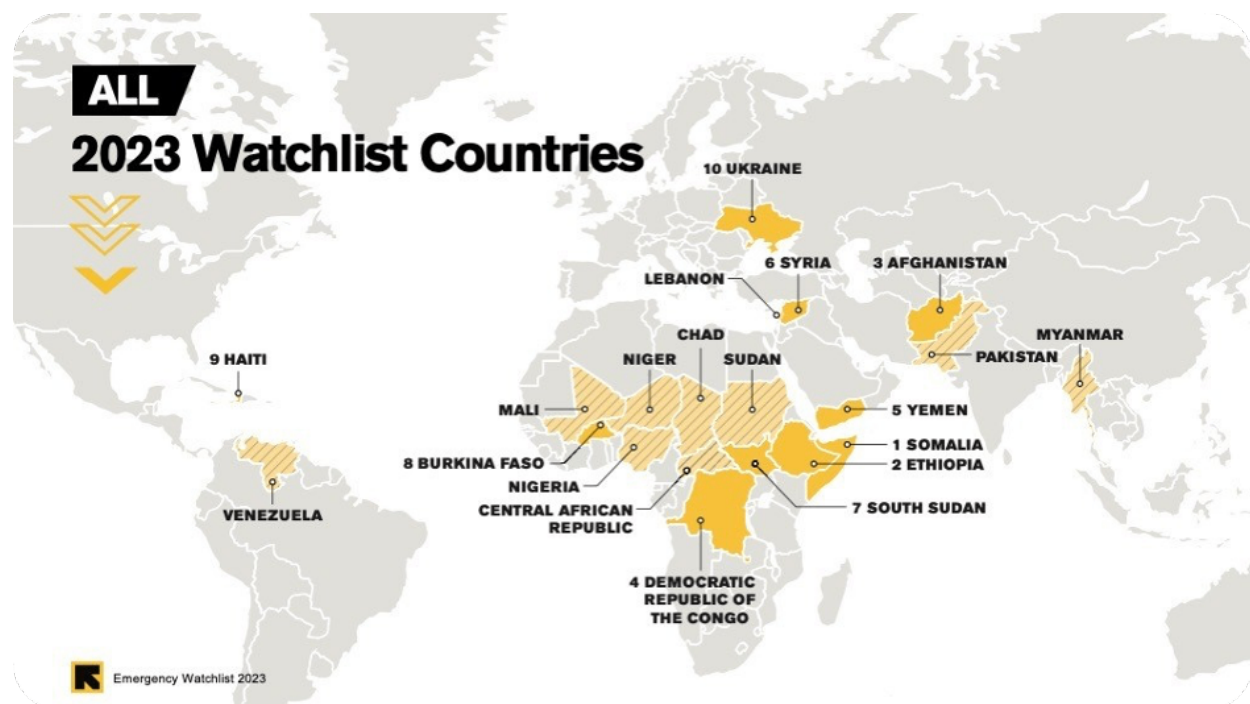 ALL
2023 Watchlist Countries
10 UKRAINE
6 SYRIA
3 AFGHANISTAN
LEBANON
CHAD
MYANMAR
9 HAITI
NIGER
SUDAN
PAKISTAN
MALI
5 YEMEN
1 SOMALIA
8 BURKINA FASO
2 ETHIOPIA
NIGERIA
CENTRAL AFRICAN
REPUBLIC
7 SOUTH SUDAN
VENEZUELA
4 DEMOCRATIC
REPUBLIC OF
THE CONGO
Emergency Watchlist 2023